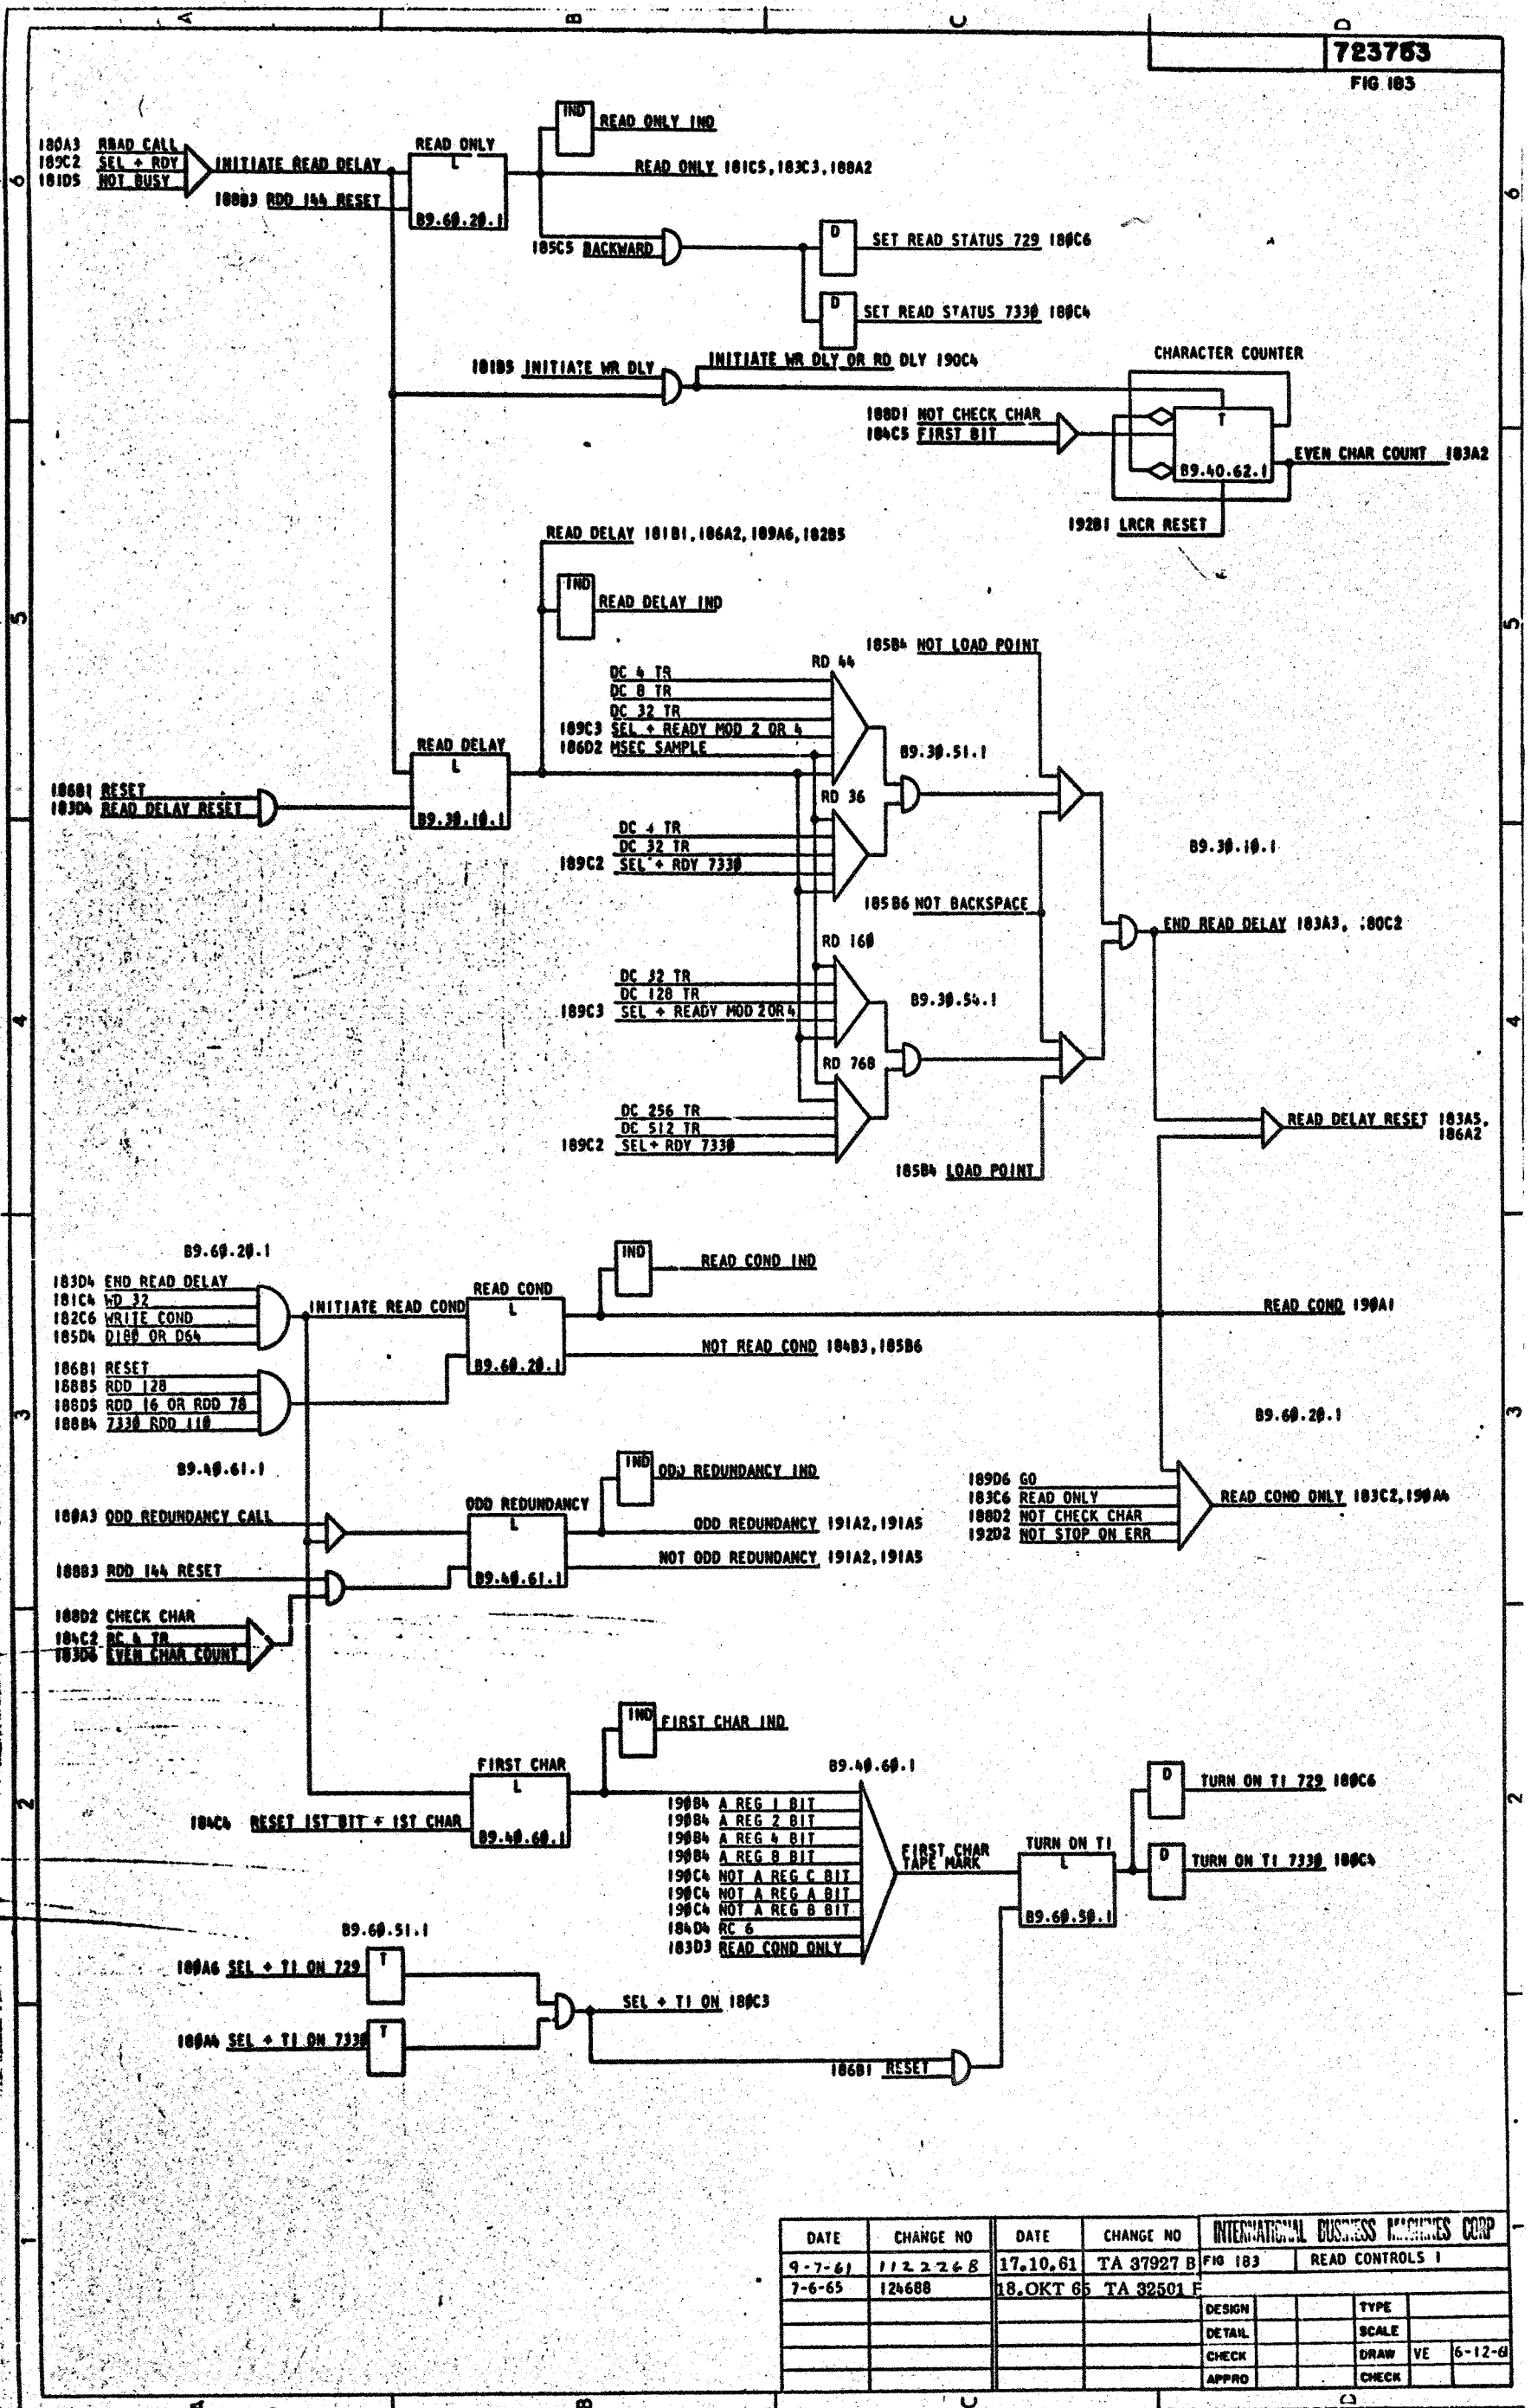 A B C D
723763
FIG 183
IND READ ONLY IND
180A3 READ CALL
189C2 SEL + RDY
181D5 NOT BUSY
INITIATE READ DELAY
READ ONLY
L
B9.60.20.1
READ ONLY 181C5,183C3,188A2
188B3 RDD 144 RESET
6
6
185C5 BACKWARD
D SET READ STATUS 729 180C6
D SET READ STATUS 7330 180C4
181B5 INITIATE WR DLY
INITIATE WR DLY OR RD DLY 190C4
CHARACTER COUNTER
188D1 NOT CHECK CHAR
184C5 FIRST BIT
T
B9.40.62.1
EVEN CHAR COUNT 183A2
192B1 LRCR RESET
READ DELAY 181B1,186A2,189A6,182B5
IND READ DELAY IND
5
5
185B4 NOT LOAD POINT
RD 44
DC 4 TR
DC 8 TR
DC 32 TR
189C3 SEL + READY MOD 2 OR 4
186D2 MSEC SAMPLE
READ DELAY
L
B9.30.10.1
B9.30.51.1
186B1 RESET
183D4 READ DELAY RESET
RD 36
DC 4 TR
DC 32 TR
189C2 SEL + RDY 7330
B9.30.10.1
185B6 NOT BACKSPACE
END READ DELAY 183A3, 180C2
RD 160
DC 32 TR
DC 128 TR
189C3 SEL + READY MOD 2 OR 4
B9.30.54.1
4
4
RD 768
DC 256 TR
DC 512 TR
189C2 SEL + RDY 7330
READ DELAY RESET 183A5,
186A2
185B4 LOAD POINT
B9.60.20.1
183D4 END READ DELAY
181C4 WD 32
182C6 WRITE COND
185D4 D180 OR D64
INITIATE READ COND
READ COND
L
B9.60.20.1
IND READ COND IND
READ COND 190A1
NOT READ COND 184B3,185B6
186B1 RESET
188B5 RDD 128
188D5 RDD 16 OR RDD 78
188B4 7330 RDD 110
3
3
B9.60.20.1
B9.40.61.1
IND ODD REDUNDANCY IND
180A3 ODD REDUNDANCY CALL
ODD REDUNDANCY
L
B9.40.61.1
ODD REDUNDANCY 191A2,191A5
NOT ODD REDUNDANCY 191A2,191A5
189D6 GO
183C6 READ ONLY
188D2 NOT CHECK CHAR
192D2 NOT STOP ON ERR
READ COND ONLY 183C2,190A4
188B3 RDD 144 RESET
188D2 CHECK CHAR
184C2 RC 4 TR
183D6 EVEN CHAR COUNT
IND FIRST CHAR IND
FIRST CHAR
L
B9.40.60.1
184C4 RESET 1ST BIT + 1ST CHAR
B9.40.60.1
190B4 A REG 1 BIT
190B4 A REG 2 BIT
190B4 A REG 4 BIT
190B4 A REG 8 BIT
190C4 NOT A REG C BIT
190C4 NOT A REG A BIT
190C4 NOT A REG B BIT
184D4 RC 6
183D3 READ COND ONLY
FIRST CHAR
TAPE MARK
TURN ON TI
L
B9.60.50.1
D TURN ON TI 729 180C6
D TURN ON TI 7330 180C4
2
2
B9.60.51.1
180A6 SEL + TI ON 729 T
180A4 SEL + TI ON 7330 T
SEL + TI ON 180C3
186B1 RESET
1
1
DATE CHANGE NO DATE CHANGE NO INTERNATIONAL BUSINESS MACHINES CORP
9-7-61 112226B 17.10.61 TA 37927 B FIG 183 READ CONTROLS 1
7-6-65 124688 18.OKT 65 TA 32501 F
DESIGN TYPE
DETAIL SCALE
CHECK DRAW VE 6-12-61
APPRO CHECK
A B C D